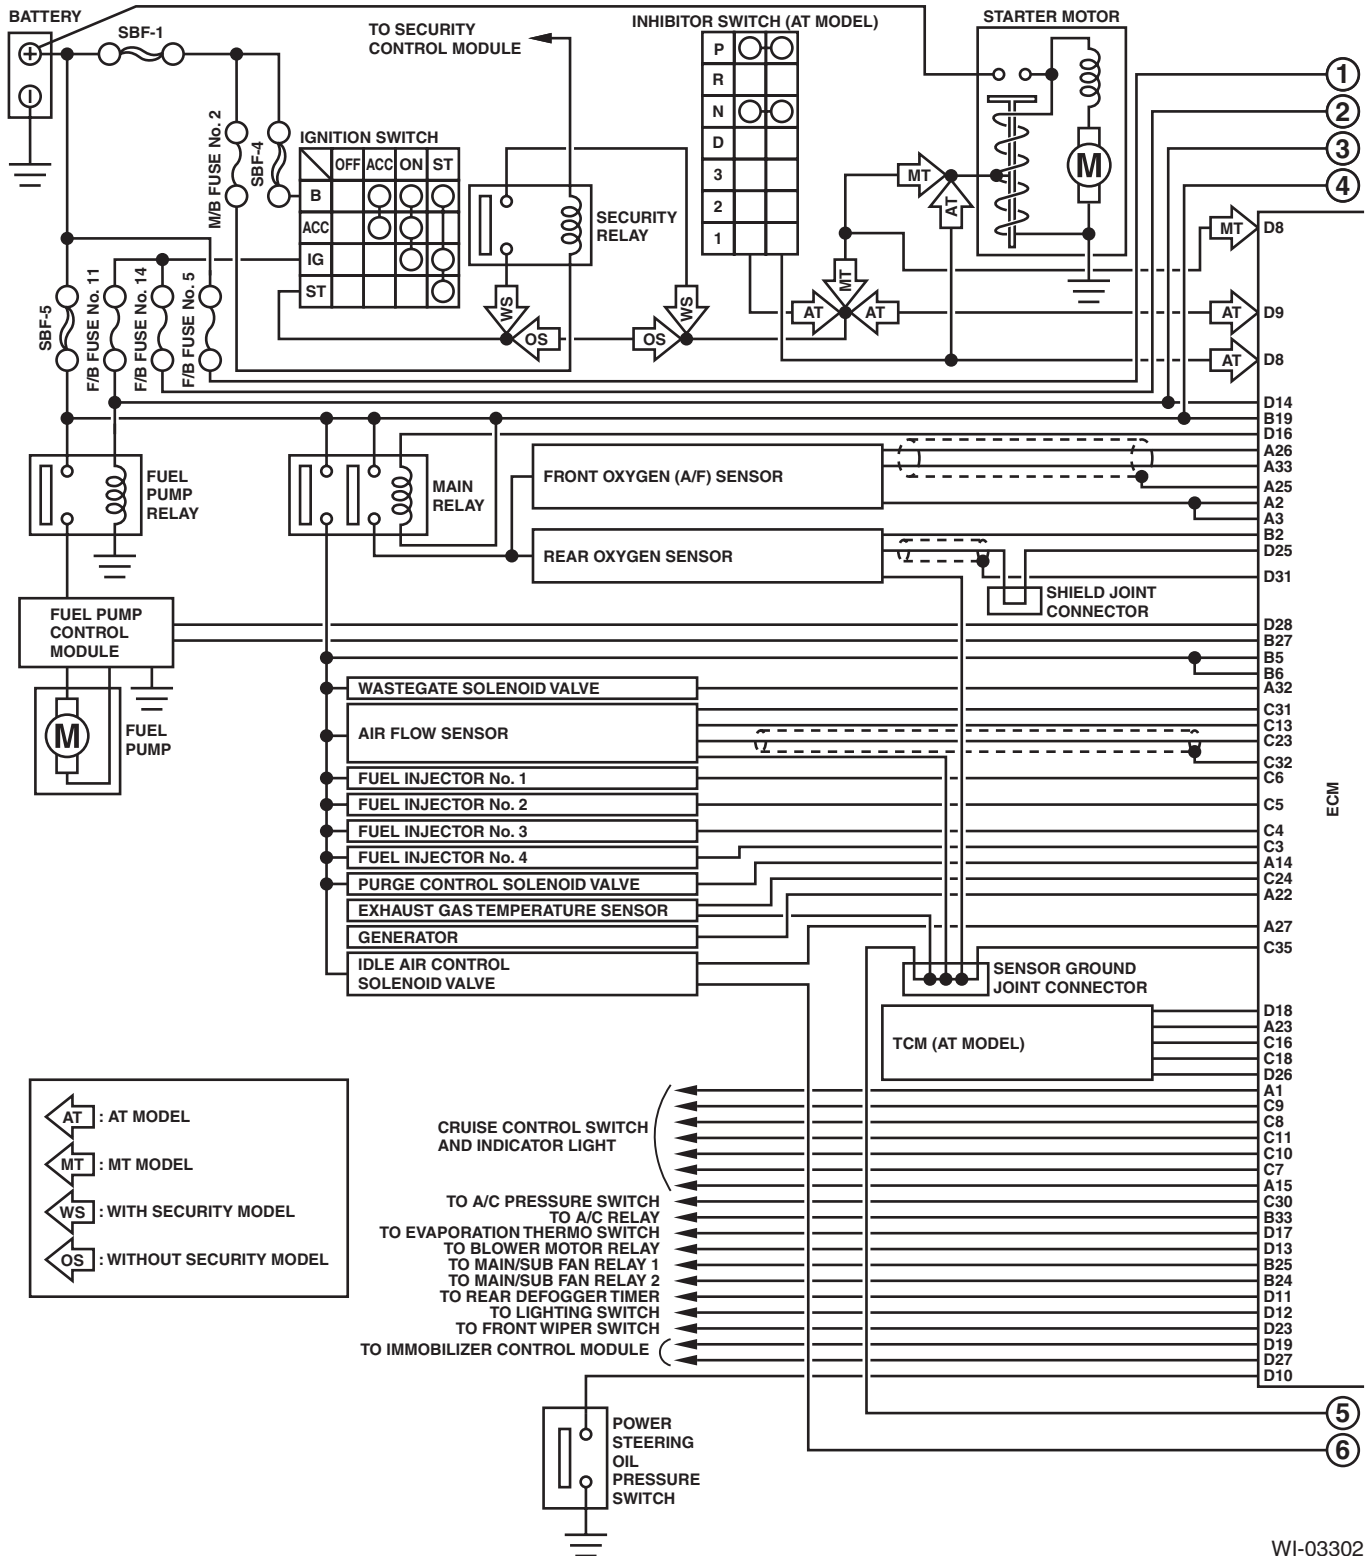 BATTERY
SBF-1
TO SECURITY
CONTROL MODULE
INHIBITOR SWITCH (AT MODEL)
P
R
N
D
3
2
1
STARTER MOTOR
M
1
2
3
4
M/B FUSE No. 2
SBF-4
IGNITION SWITCH
OFF ACC ON ST
B
ACC
IG
ST
SECURITY
RELAY
WS
OS
OS
WS
MT
AT
MT
AT
AT
MT
D8
AT
D9
AT
D8
SBF-5
F/B FUSE No. 11
F/B FUSE No. 14
F/B FUSE No. 5
D14
B19
D16
A26
A33
A25
A2
A3
B2
D25
D31
FUEL
PUMP
RELAY
MAIN
RELAY
FRONT OXYGEN (A/F) SENSOR
REAR OXYGEN SENSOR
SHIELD JOINT
CONNECTOR
FUEL PUMP
CONTROL
MODULE
D28
B27
B5
B6
A32
C31
C13
C23
C32
C6
C5
C4
C3
A14
C24
A22
A27
C35
M
FUEL
PUMP
WASTEGATE SOLENOID VALVE
AIR FLOW SENSOR
FUEL INJECTOR No. 1
FUEL INJECTOR No. 2
FUEL INJECTOR No. 3
FUEL INJECTOR No. 4
PURGE CONTROL SOLENOID VALVE
EXHAUST GAS TEMPERATURE SENSOR
GENERATOR
IDLE AIR CONTROL
SOLENOID VALVE
ECM
SENSOR GROUND
JOINT CONNECTOR
TCM (AT MODEL)
D18
A23
C16
C18
D26
A1
C9
C8
C11
C10
C7
A15
C30
B33
D17
D13
B25
B24
D11
D12
D23
D19
D27
D10
AT : AT MODEL
MT : MT MODEL
WS : WITH SECURITY MODEL
OS : WITHOUT SECURITY MODEL
CRUISE CONTROL SWITCH
AND INDICATOR LIGHT
TO A/C PRESSURE SWITCH
TO A/C RELAY
TO EVAPORATION THERMO SWITCH
TO BLOWER MOTOR RELAY
TO MAIN/SUB FAN RELAY 1
TO MAIN/SUB FAN RELAY 2
TO REAR DEFOGGER TIMER
TO LIGHTING SWITCH
TO FRONT WIPER SWITCH
TO IMMOBILIZER CONTROL MODULE
POWER
STEERING
OIL
PRESSURE
SWITCH
5
6
WI-03302